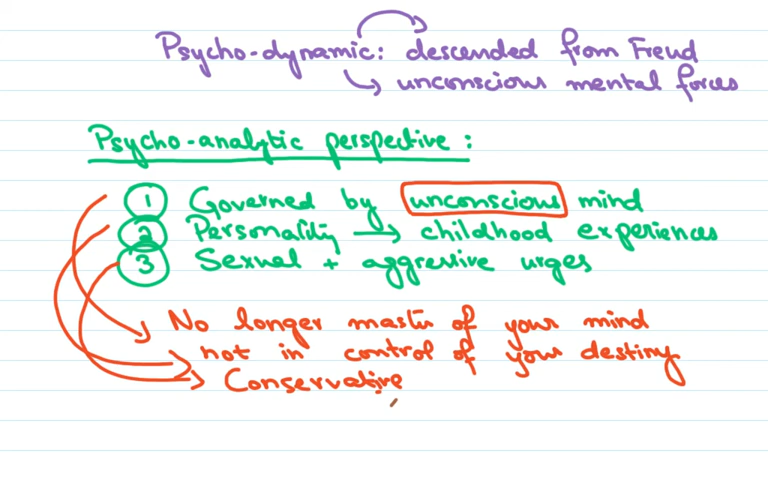 Psycho-dynamic: descended from Freud
↳ unconscious mental forces
Psycho-analytic perspective:
1 Governed by unconscious mind
2 Personality → childhood experiences
3 Sexual + aggressive urges
No longer master of your mind
not in control of your destiny
Conservative